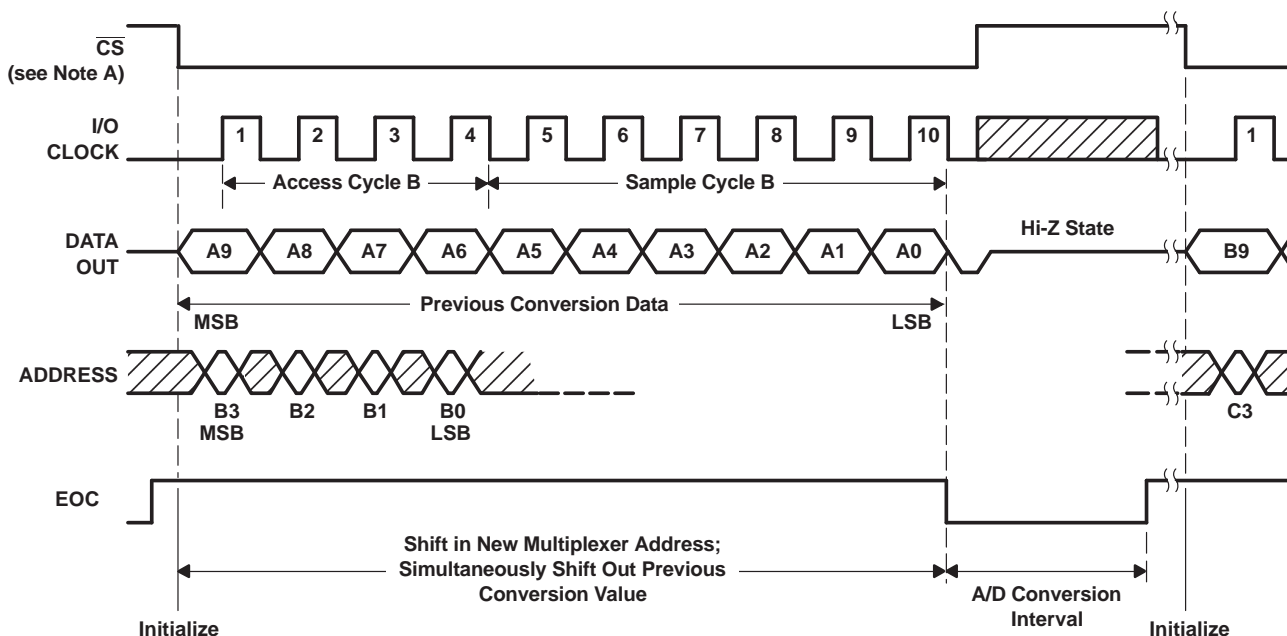 CS
(see Note A)
I/O
CLOCK
1 2 3 4 5 6 7 8 9 10 1
Access Cycle B Sample Cycle B
DATA
OUT
A9 A8 A7 A6 A5 A4 A3 A2 A1 A0 Hi-Z State B9
Previous Conversion Data
MSB LSB
ADDRESS
B3 B2 B1 B0 C3
MSB LSB
EOC
Shift in New Multiplexer Address;
Simultaneously Shift Out Previous
Conversion Value
A/D Conversion
Interval
Initialize Initialize